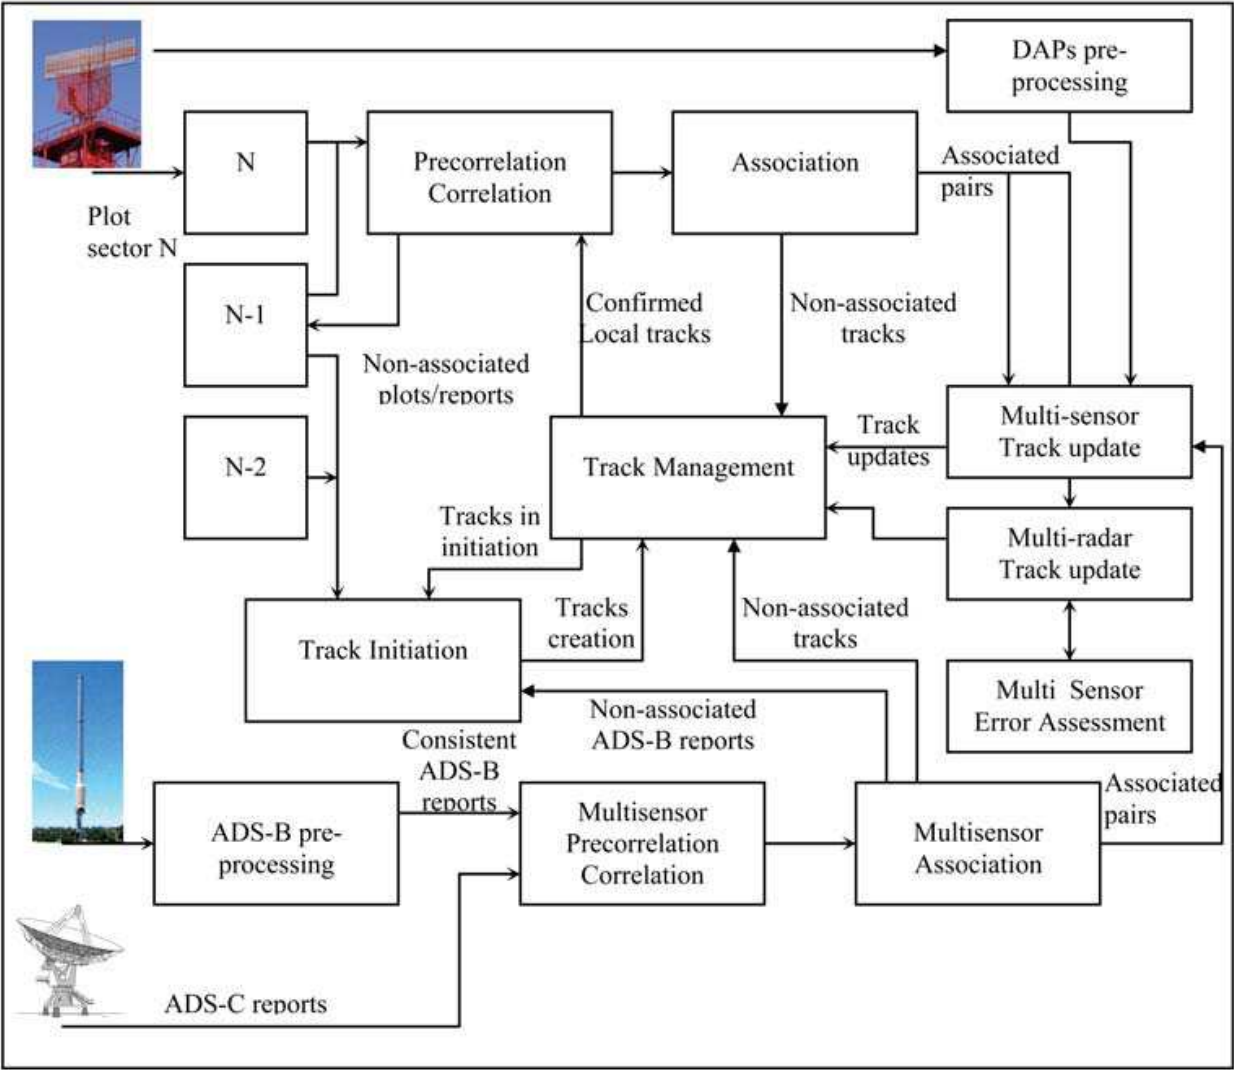 DAPs pre-
processing
N
Precorrelation
Correlation
Association
Associated
pairs
Plot
sector N
N-1
Confirmed
Local tracks
Non-associated
tracks
Non-associated
plots/reports
N-2
Track Management
Track
updates
Multi-sensor
Track update
Tracks in
initiation
Multi-radar
Track update
Track Initiation
Tracks
creation
Non-associated
tracks
Multi Sensor
Error Assessment
Non-associated
ADS-B reports
Consistent
ADS-B
reports
ADS-B pre-
processing
Multisensor
Precorrelation
Correlation
Multisensor
Association
Associated
pairs
ADS-C reports